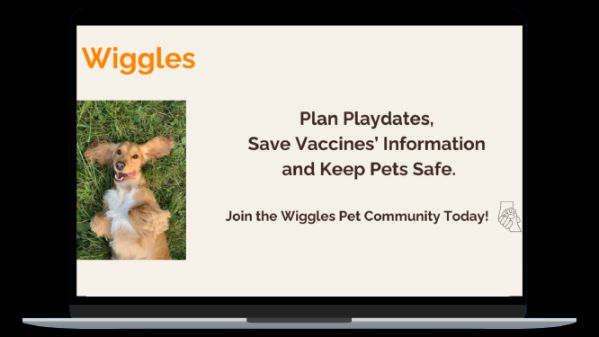 Wiggles
Plan Playdates,
Save Vaccines’ Information
and Keep Pets Safe.
Join the Wiggles Pet Community Today!